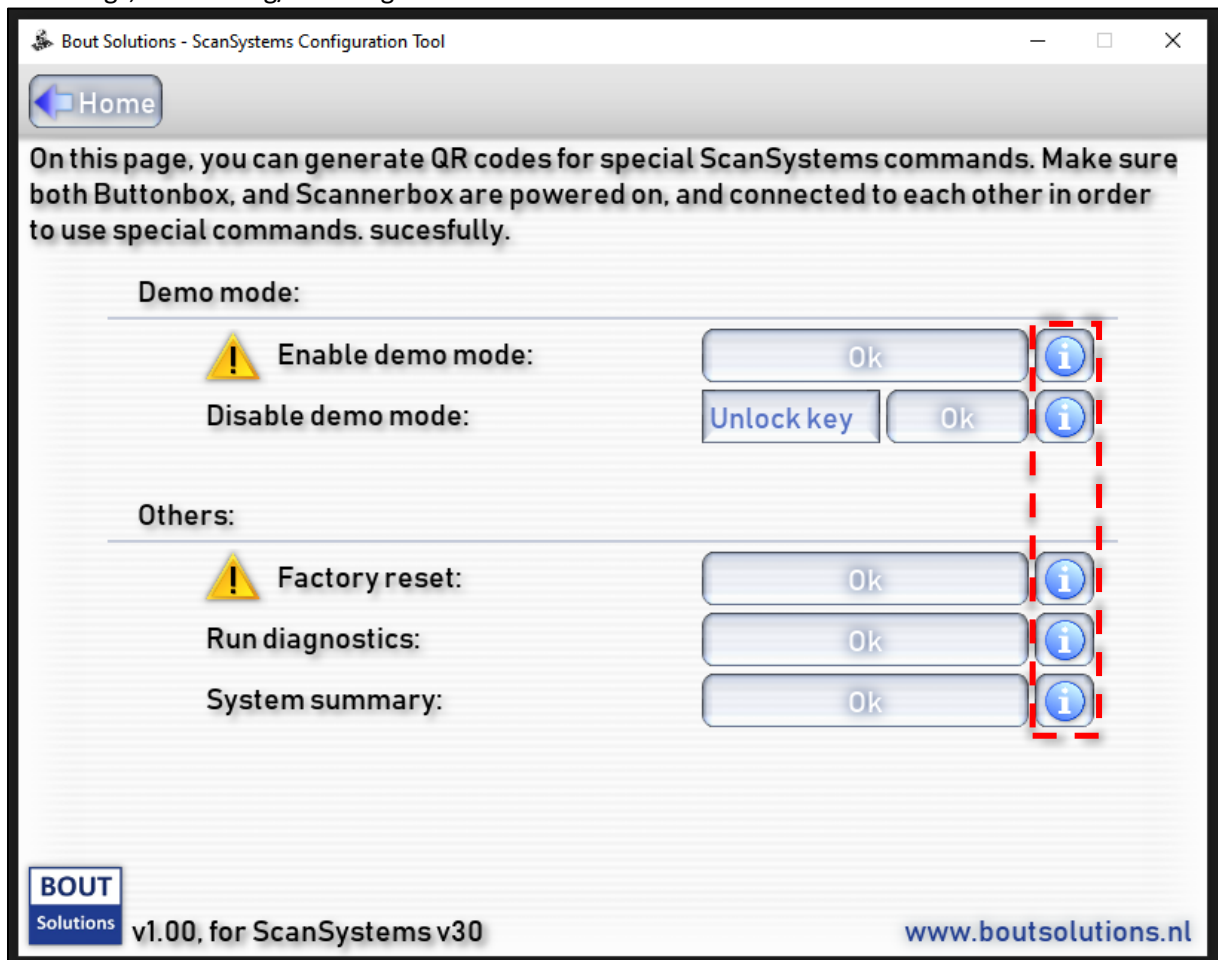 Bout Solutions - ScanSystems Configuration Tool
Home
On this page, you can generate QR codes for special ScanSystems commands. Make sure
both Buttonbox, and Scannerbox are powered on, and connected to each other in order
to use special commands. sucesfully.
Demo mode:
Enable demo mode: Ok
Disable demo mode: Unlock key Ok
Others:
Factory reset: Ok
Run diagnostics: Ok
System summary: Ok
BOUT
Solutions
v1.00, for ScanSystems v30
www.boutsolutions.nl